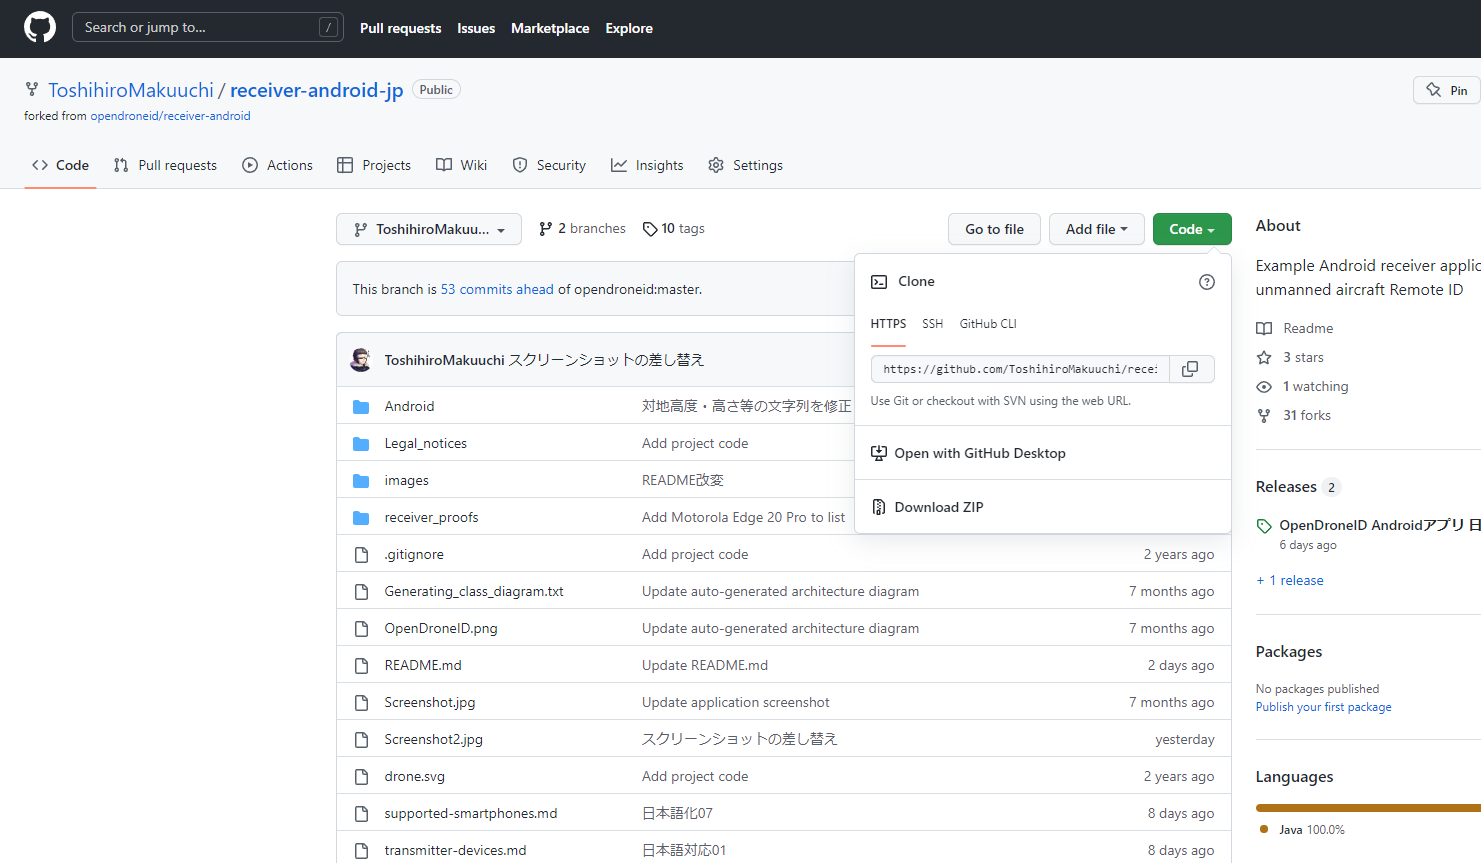 Search or jump to... /
Pull requests Issues Marketplace Explore
ToshihiroMakuuchi / receiver-android-jp Public
Pin
forked from opendroneid/receiver-android
Code Pull requests Actions Projects Wiki Security Insights Settings
ToshihiroMakuu... 2 branches 10 tags Go to file Add file Code
This branch is 53 commits ahead of opendroneid:master.
ToshihiroMakuuchi スクリーンショットの差し替え
Android 対地高度・高さ等の文字列を修正
Legal_notices Add project code
images README改変
receiver_proofs Add Motorola Edge 20 Pro to list
.gitignore Add project code 2 years ago
Generating_class_diagram.txt Update auto-generated architecture diagram 7 months ago
OpenDroneID.png Update auto-generated architecture diagram 7 months ago
README.md Update README.md 2 days ago
Screenshot.jpg Update application screenshot 7 months ago
Screenshot2.jpg スクリーンショットの差し替え yesterday
drone.svg Add project code 2 years ago
supported-smartphones.md 日本語化07 8 days ago
transmitter-devices.md 日本語対応01 8 days ago
Clone
HTTPS SSH GitHub CLI
https://github.com/ToshihiroMakuuchi/recei
Use Git or checkout with SVN using the web URL.
Open with GitHub Desktop
Download ZIP
About
Example Android receiver applic
unmanned aircraft Remote ID
Readme
3 stars
1 watching
31 forks
Releases 2
OpenDroneID Androidアプリ 日
6 days ago
+ 1 release
Packages
No packages published
Publish your first package
Languages
Java 100.0%